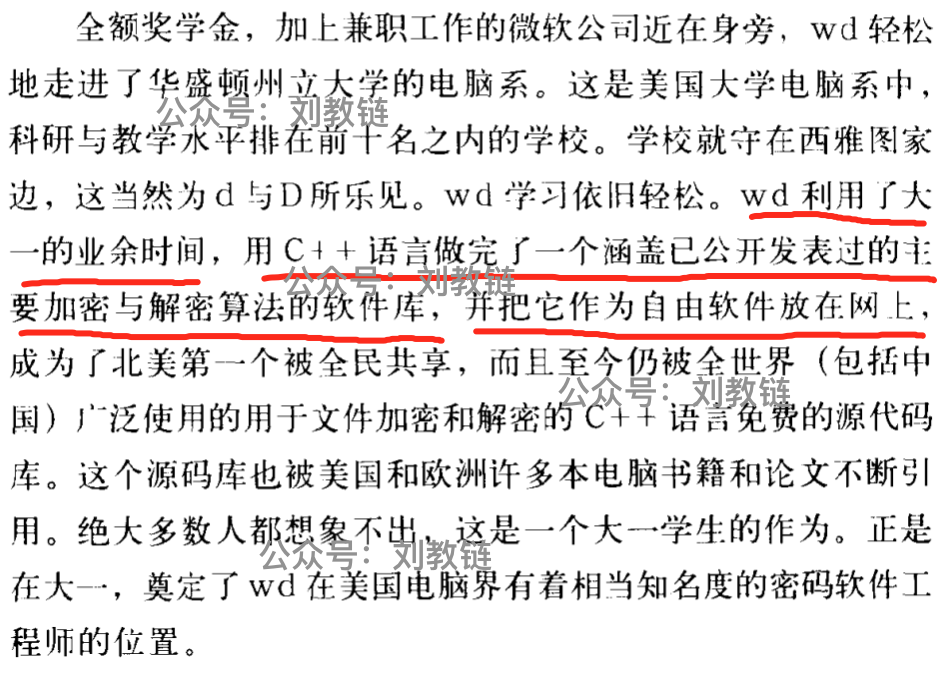 全额奖学金，加上兼职工作的微软公司近在身旁，wd轻松
地走进了华盛顿州立大学的电脑系。这是美国大学电脑系中，
公众号：刘教链
科研与教学水平排在前十名之内的学校。学校就守在西雅图家
边，这当然为d与D所乐见。wd学习依旧轻松。wd利用了大
一的业余时间，用C++语言做完了一个涵盖已公开发表过的主
公众号：刘教链
要加密与解密算法的软件库，并把它作为自由软件放在网上，
成为了北美第一个被全民共享，而且至今仍被全世界（包括中
公众号：刘教链
国）广泛使用的用于文件加密和解密的C++语言免费的源代码
库。这个源码库也被美国和欧洲许多本电脑书籍和论文不断引
用。绝大多数人都想象不出，这是一个大一学生的作为。正是
公众号：刘教链
在大一，奠定了wd在美国电脑界有着相当知名度的密码软件工
程师的位置。